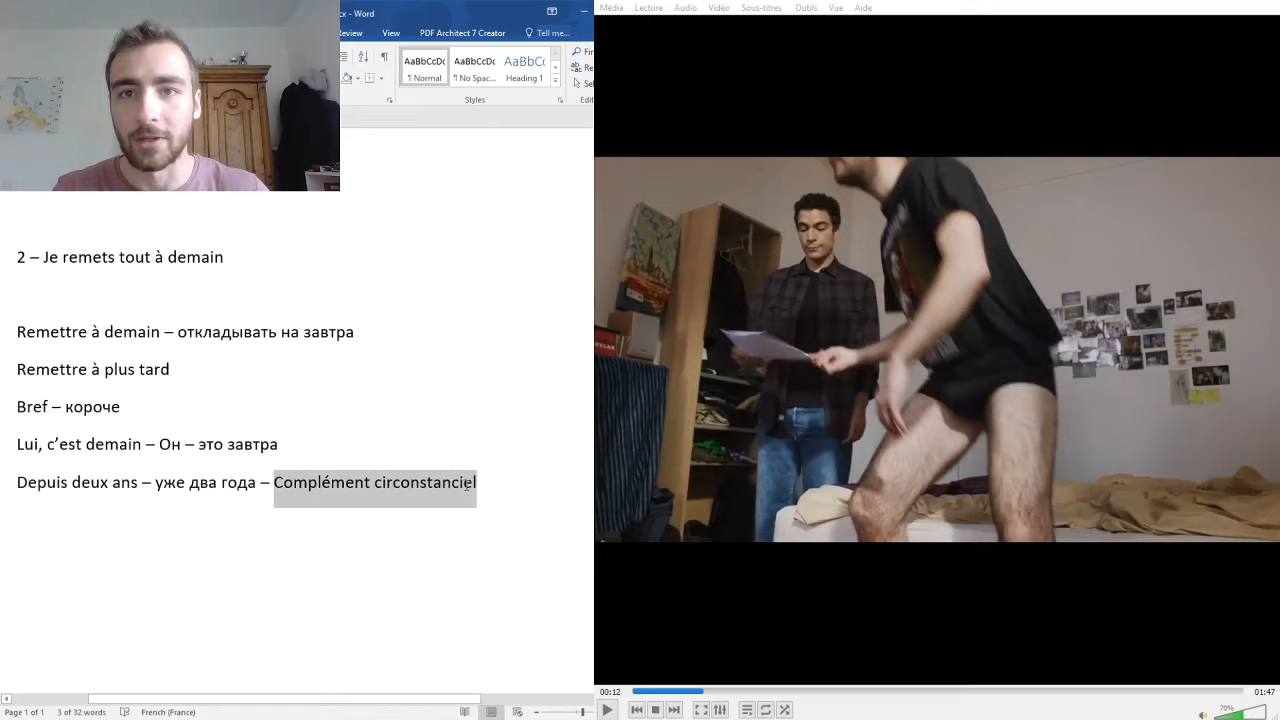 cx - Word
Review View PDF Architect 7 Creator Tell me...
AaBbCcDc AaBbCcDc AaBbCc
¶ Normal ¶ No Spac... Heading 1
Styles
2 – Je remets tout à demain
Remettre à demain – откладывать на завтра
Remettre à plus tard
Bref – короче
Lui, c’est demain – Он – это завтра
Depuis deux ans – уже два года – Complément circonstanciel
Page 1 of 1 3 of 32 words French (France)
Média Lecture Audio Vidéo Sous-titres Outils Vue Aide
00:12 01:47
70%